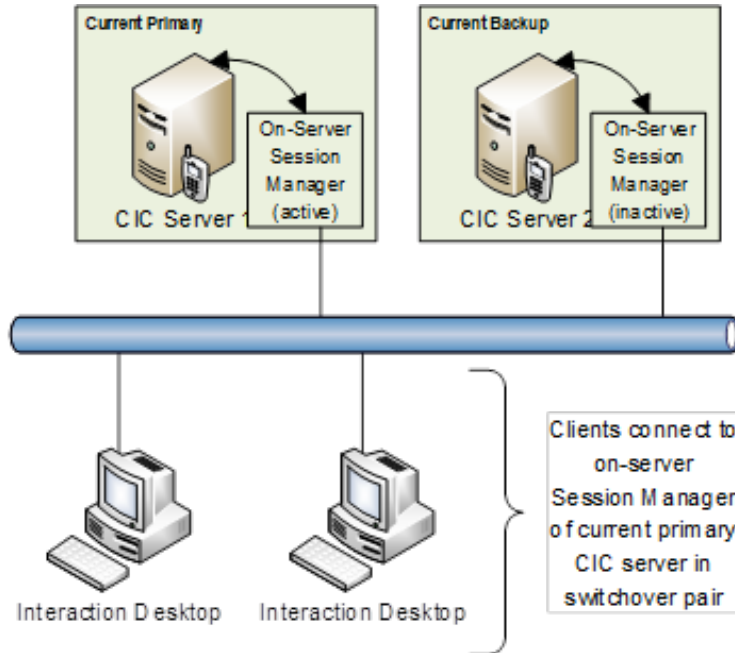 Current Primary
On-Server
Session
Manager
(active)
CIC Server 1
Current Backup
On-Server
Session
Manager
(inactive)
CIC Server 2
Interaction Desktop
Interaction Desktop
Clients connect to
on-server
Session Manager
of current primary
CIC server in
switchover pair